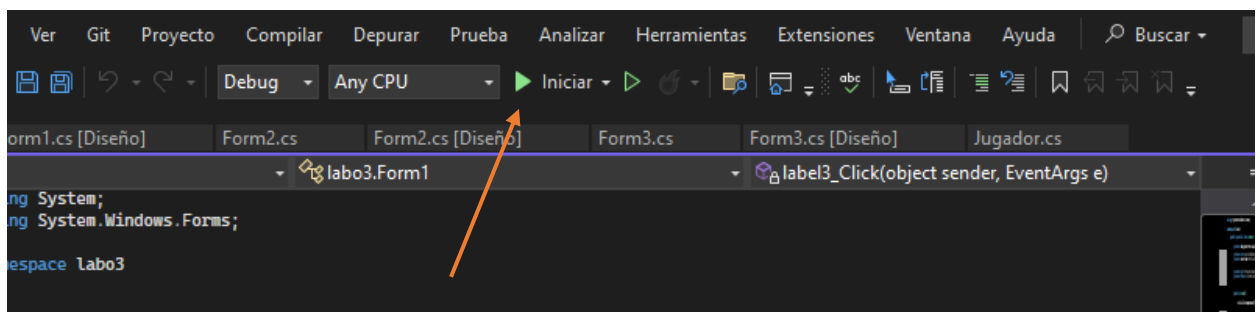 Ver Git Proyecto Compilar Depurar Prueba Analizar Herramientas Extensiones Ventana Ayuda Buscar
Debug Any CPU Iniciar abc
orm1.cs [Diseño] Form2.cs Form2.cs [Diseño] Form3.cs Form3.cs [Diseño] Jugador.cs
labo3.Form1 label3_Click(object sender, EventArgs e)
ng System;
ng System.Windows.Forms;
espace labo3